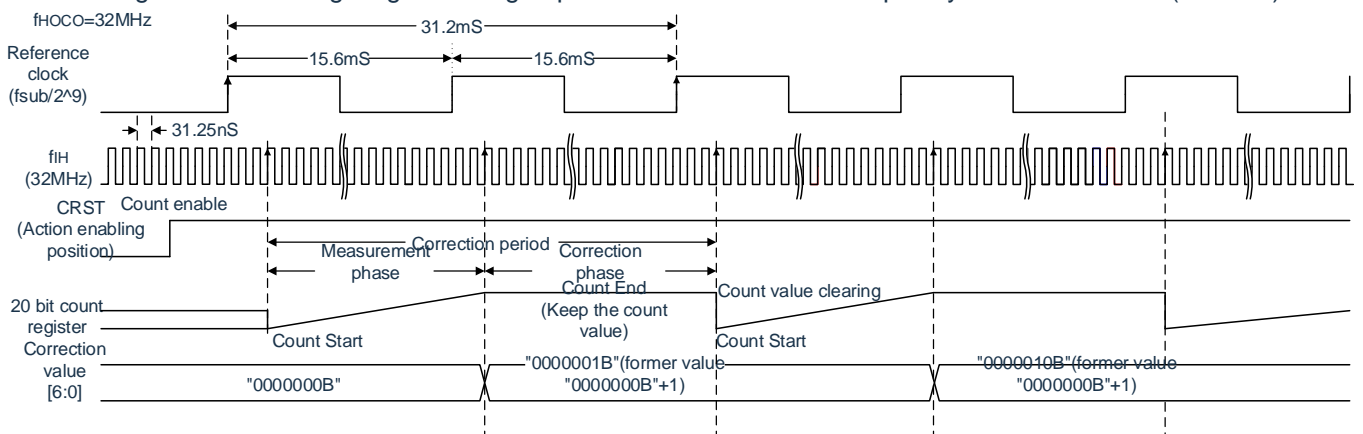 fHOCO=32MHz
31.2mS
Reference
clock
(fsub/2^9)
15.6mS
15.6mS
31.25nS
fIH
(32MHz)
CRST
Count enable
(Action enabling
position)
Correction period
Measurement
phase
Correction
phase
20 bit count
register
Count End
(Keep the count
value)
Count value clearing
Count Start
Count Start
Correction
value
[6:0]
"0000000B"
"0000001B"(former value
"0000000B"+1)
"0000010B"(former value
"0000000B"+1)